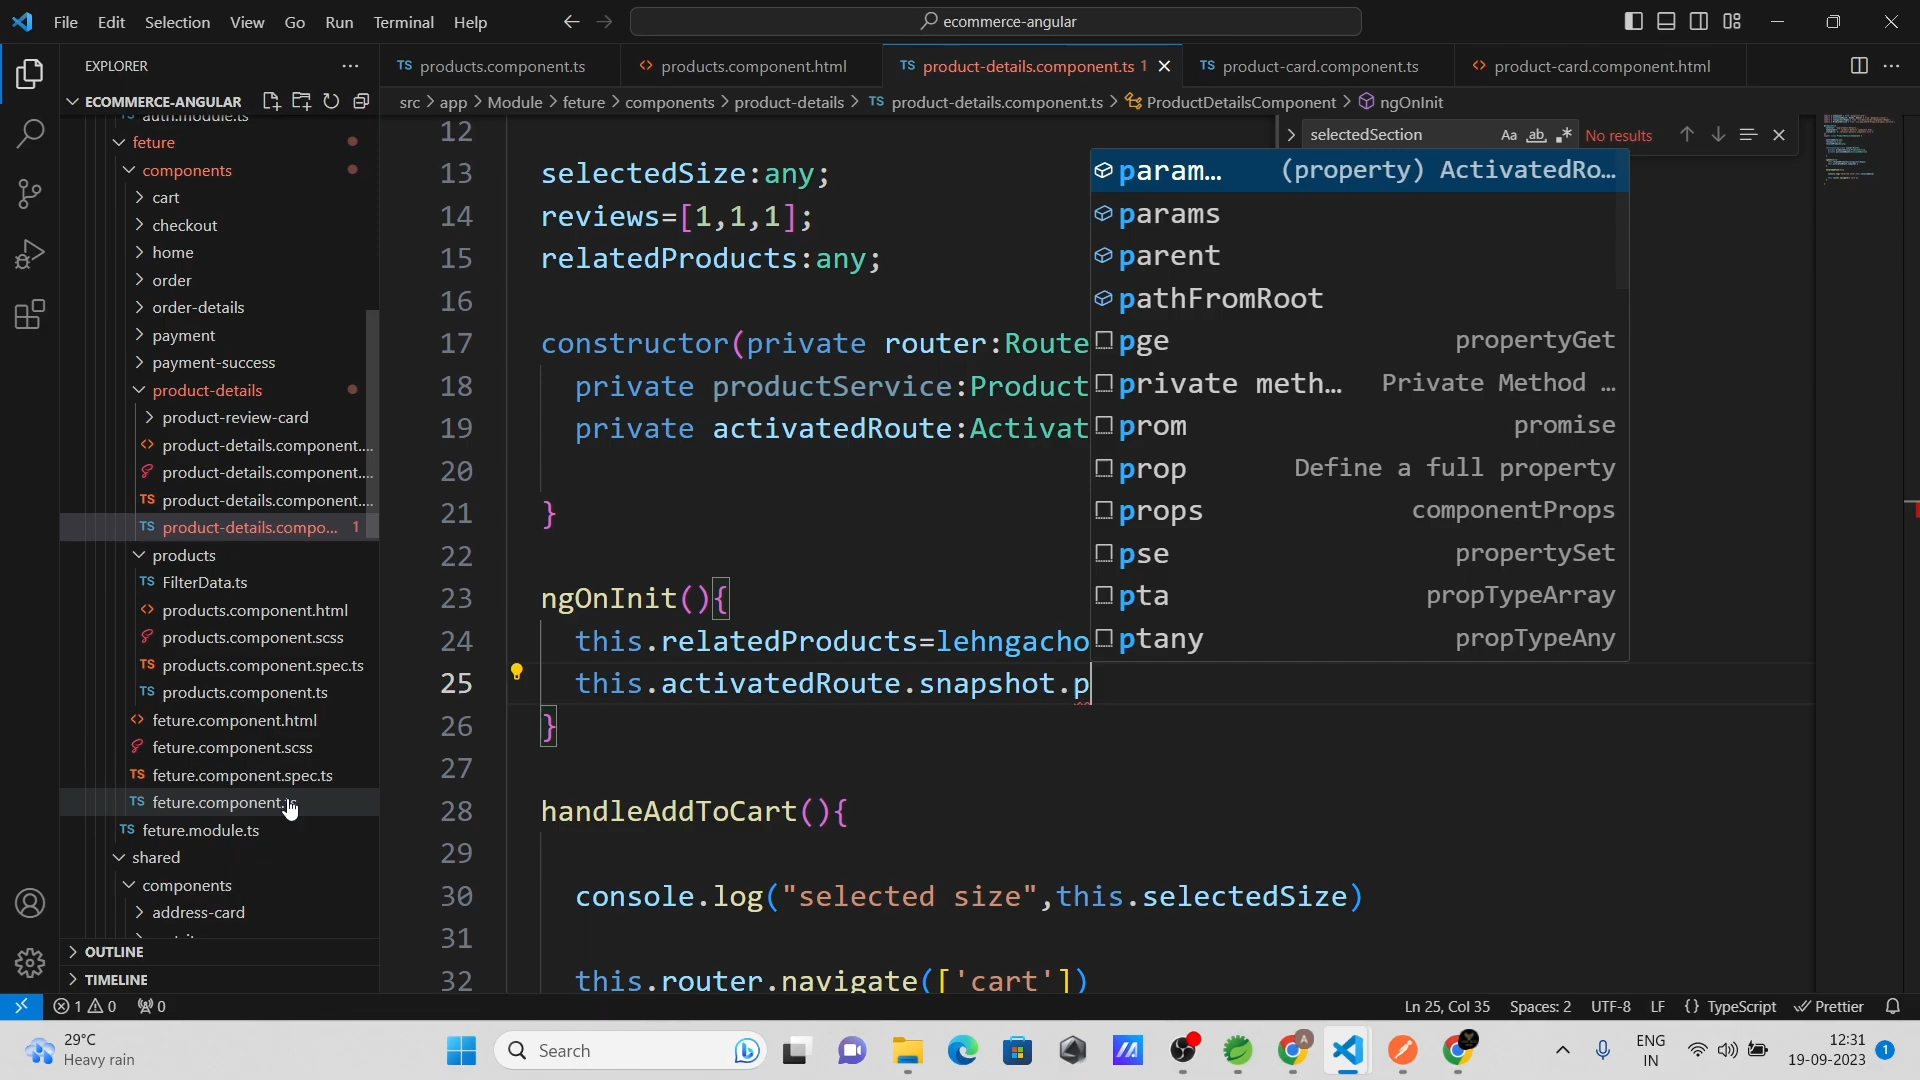 File Edit Selection View Go Run Terminal Help
ecommerce-angular
EXPLORER
ECOMMERCE-ANGULAR
auth.module.ts
feture
components
cart
checkout
home
order
order-details
payment
payment-success
product-details
product-review-card
product-details.component....
product-details.component....
product-details.component....
product-details.compo... 1
products
FilterData.ts
products.component.html
products.component.scss
products.component.spec.ts
products.component.ts
feture.component.html
feture.component.scss
feture.component.spec.ts
feture.component.ts
feture.module.ts
shared
components
address-card
OUTLINE
TIMELINE
TS products.component.ts
products.component.html
TS product-details.component.ts 1
TS product-card.component.ts
product-card.component.html
src > app > Module > feture > components > product-details > TS product-details.component.ts > ProductDetailsComponent > ngOnInit
selectedSection Aa ab No results
12
13 selectedSize:any;
14 reviews=[1,1,1];
15 relatedProducts:any;
16
17 constructor(private router:Route
18 private productService:Product
19 private activatedRoute:Activat
20
21 }
22
23 ngOnInit(){
24 this.relatedProducts=lehngacho
25 this.activatedRoute.snapshot.p
26 }
27
28 handleAddToCart(){
29
30 console.log("selected size",this.selectedSize)
31
32 this.router.navigate(['cart'])
param... (property) ActivatedRo...
params
parent
pathFromRoot
pge propertyGet
private meth... Private Method ...
prom promise
prop Define a full property
props componentProps
pse propertySet
pta propTypeArray
ptany propTypeAny
1 0 0
Ln 25, Col 35 Spaces: 2 UTF-8 LF {} TypeScript Prettier
29°C
Heavy rain
Search
ENG
IN
12:31
19-09-2023
1